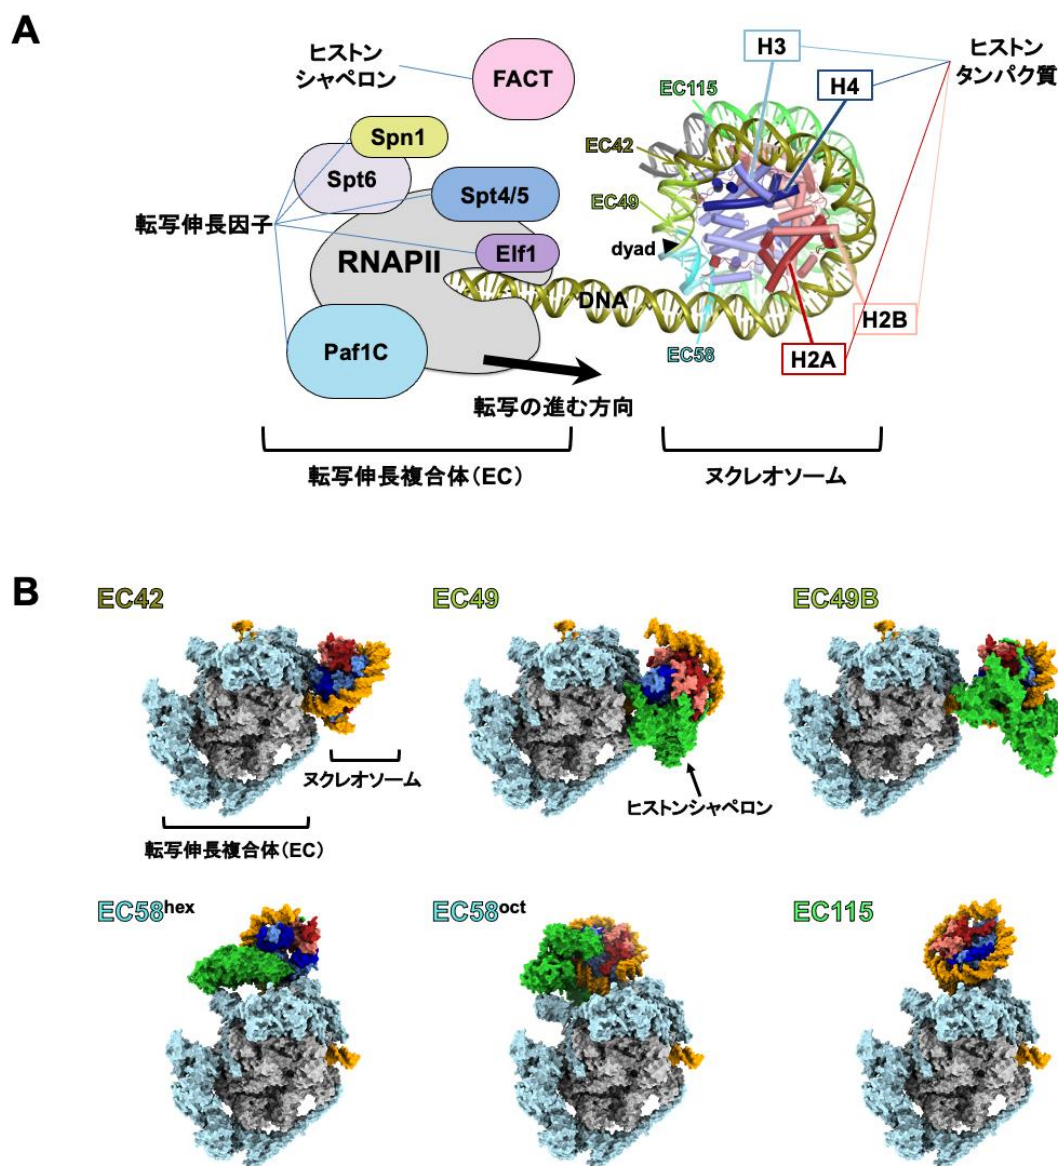 A
ヒストン
シャペロン
FACT
H3
ヒストン
タンパク質
H4
EC115
Spn1
EC42
Spt6
Spt4/5
EC49
転写伸長因子
dyad
Elf1
RNAPII
DNA
H2B
Paf1C
EC58
H2A
転写の進む方向
転写伸長複合体(EC)
ヌクレオソーム
B
EC42
EC49
EC49B
ヌクレオソーム
ヒストンシャペロン
転写伸長複合体(EC)
EC58hex
EC58oct
EC115